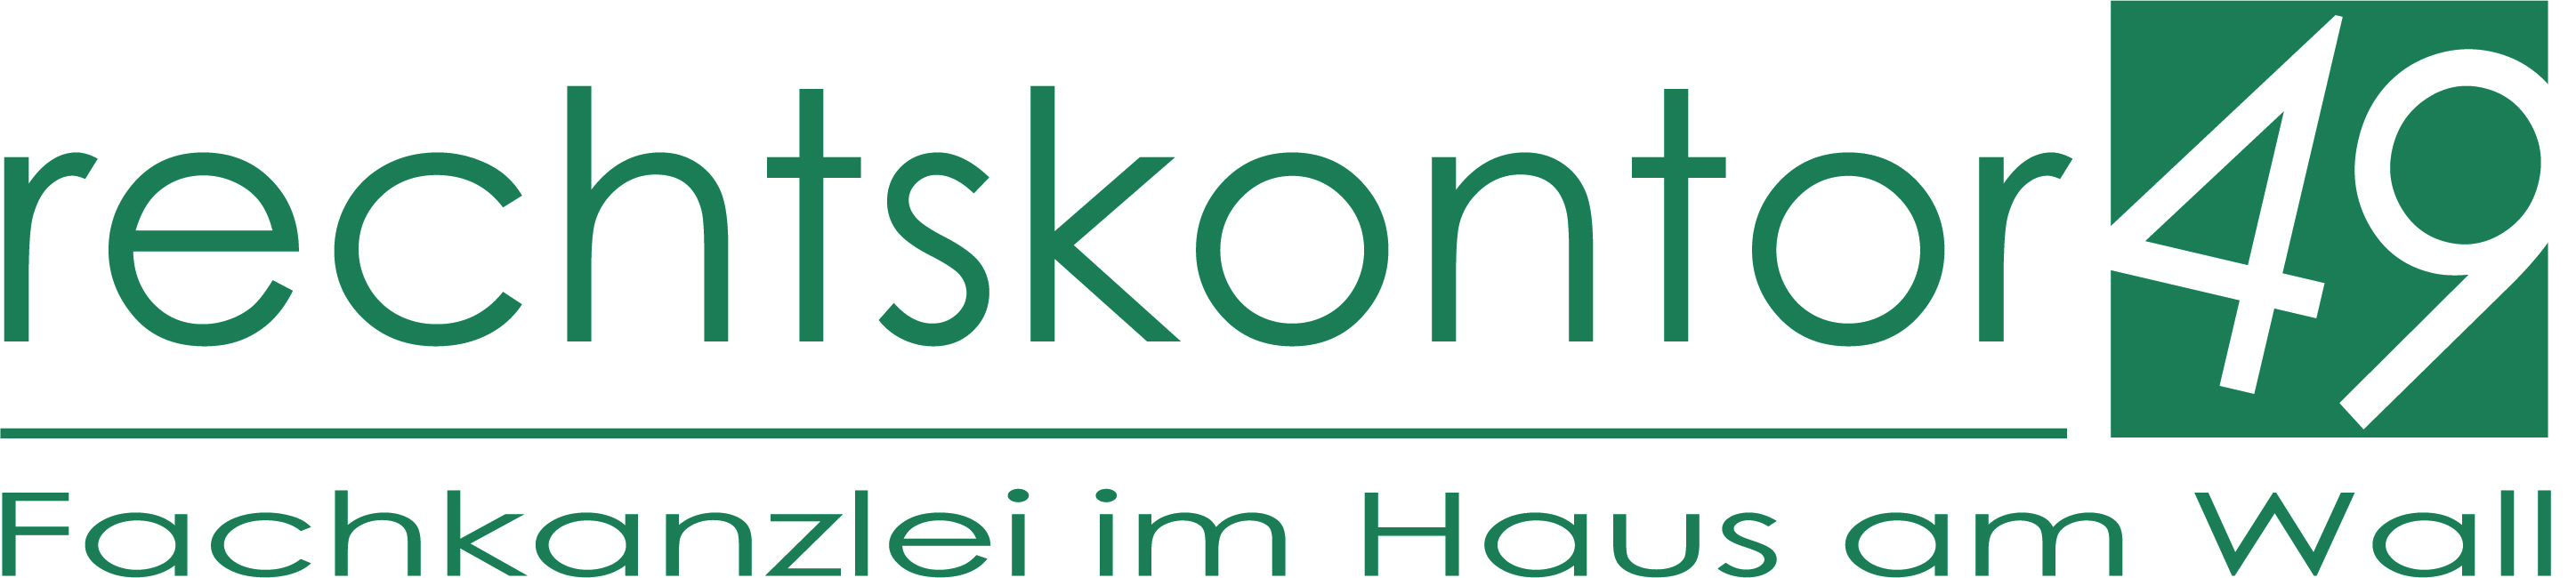 rechtskontor49
Fachkanzlei im Haus am Wall